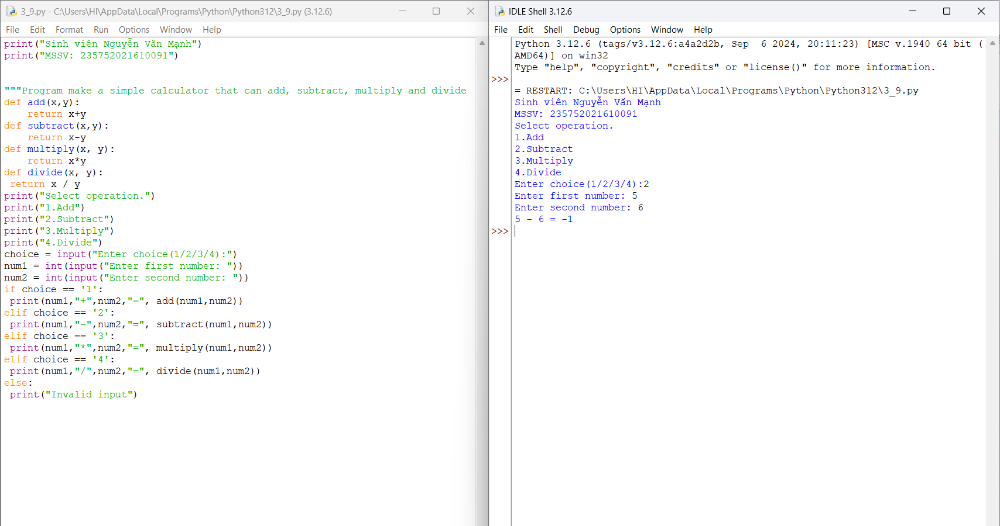 3_9.py - C:\Users\HI\AppData\Local\Programs\Python\Python312\3_9.py (3.12.6)
File Edit Format Run Options Window Help
print("Sinh viên Nguyễn Văn Mạnh")
print("MSSV: 235752021610091")
"""Program make a simple calculator that can add, subtract, multiply and divide
def add(x,y):
    return x+y
def subtract(x,y):
    return x-y
def multiply(x, y):
    return x*y
def divide(x, y):
 return x / y
print("Select operation.")
print("1.Add")
print("2.Subtract")
print("3.Multiply")
print("4.Divide")
choice = input("Enter choice(1/2/3/4):")
num1 = int(input("Enter first number: "))
num2 = int(input("Enter second number: "))
if choice == '1':
 print(num1,"+",num2,"=", add(num1,num2))
elif choice == '2':
 print(num1,"-",num2,"=", subtract(num1,num2))
elif choice == '3':
 print(num1,"*",num2,"=", multiply(num1,num2))
elif choice == '4':
 print(num1,"/",num2,"=", divide(num1,num2))
else:
 print("Invalid input")
IDLE Shell 3.12.6
File Edit Shell Debug Options Window Help
Python 3.12.6 (tags/v3.12.6:a4a2d2b, Sep  6 2024, 20:11:23) [MSC v.1940 64 bit (
AMD64)] on win32
Type "help", "copyright", "credits" or "license()" for more information.
>>>
= RESTART: C:\Users\HI\AppData\Local\Programs\Python\Python312\3_9.py
Sinh viên Nguyễn Văn Mạnh
MSSV: 235752021610091
Select operation.
1.Add
2.Subtract
3.Multiply
4.Divide
Enter choice(1/2/3/4):2
Enter first number: 5
Enter second number: 6
5 - 6 = -1
>>>